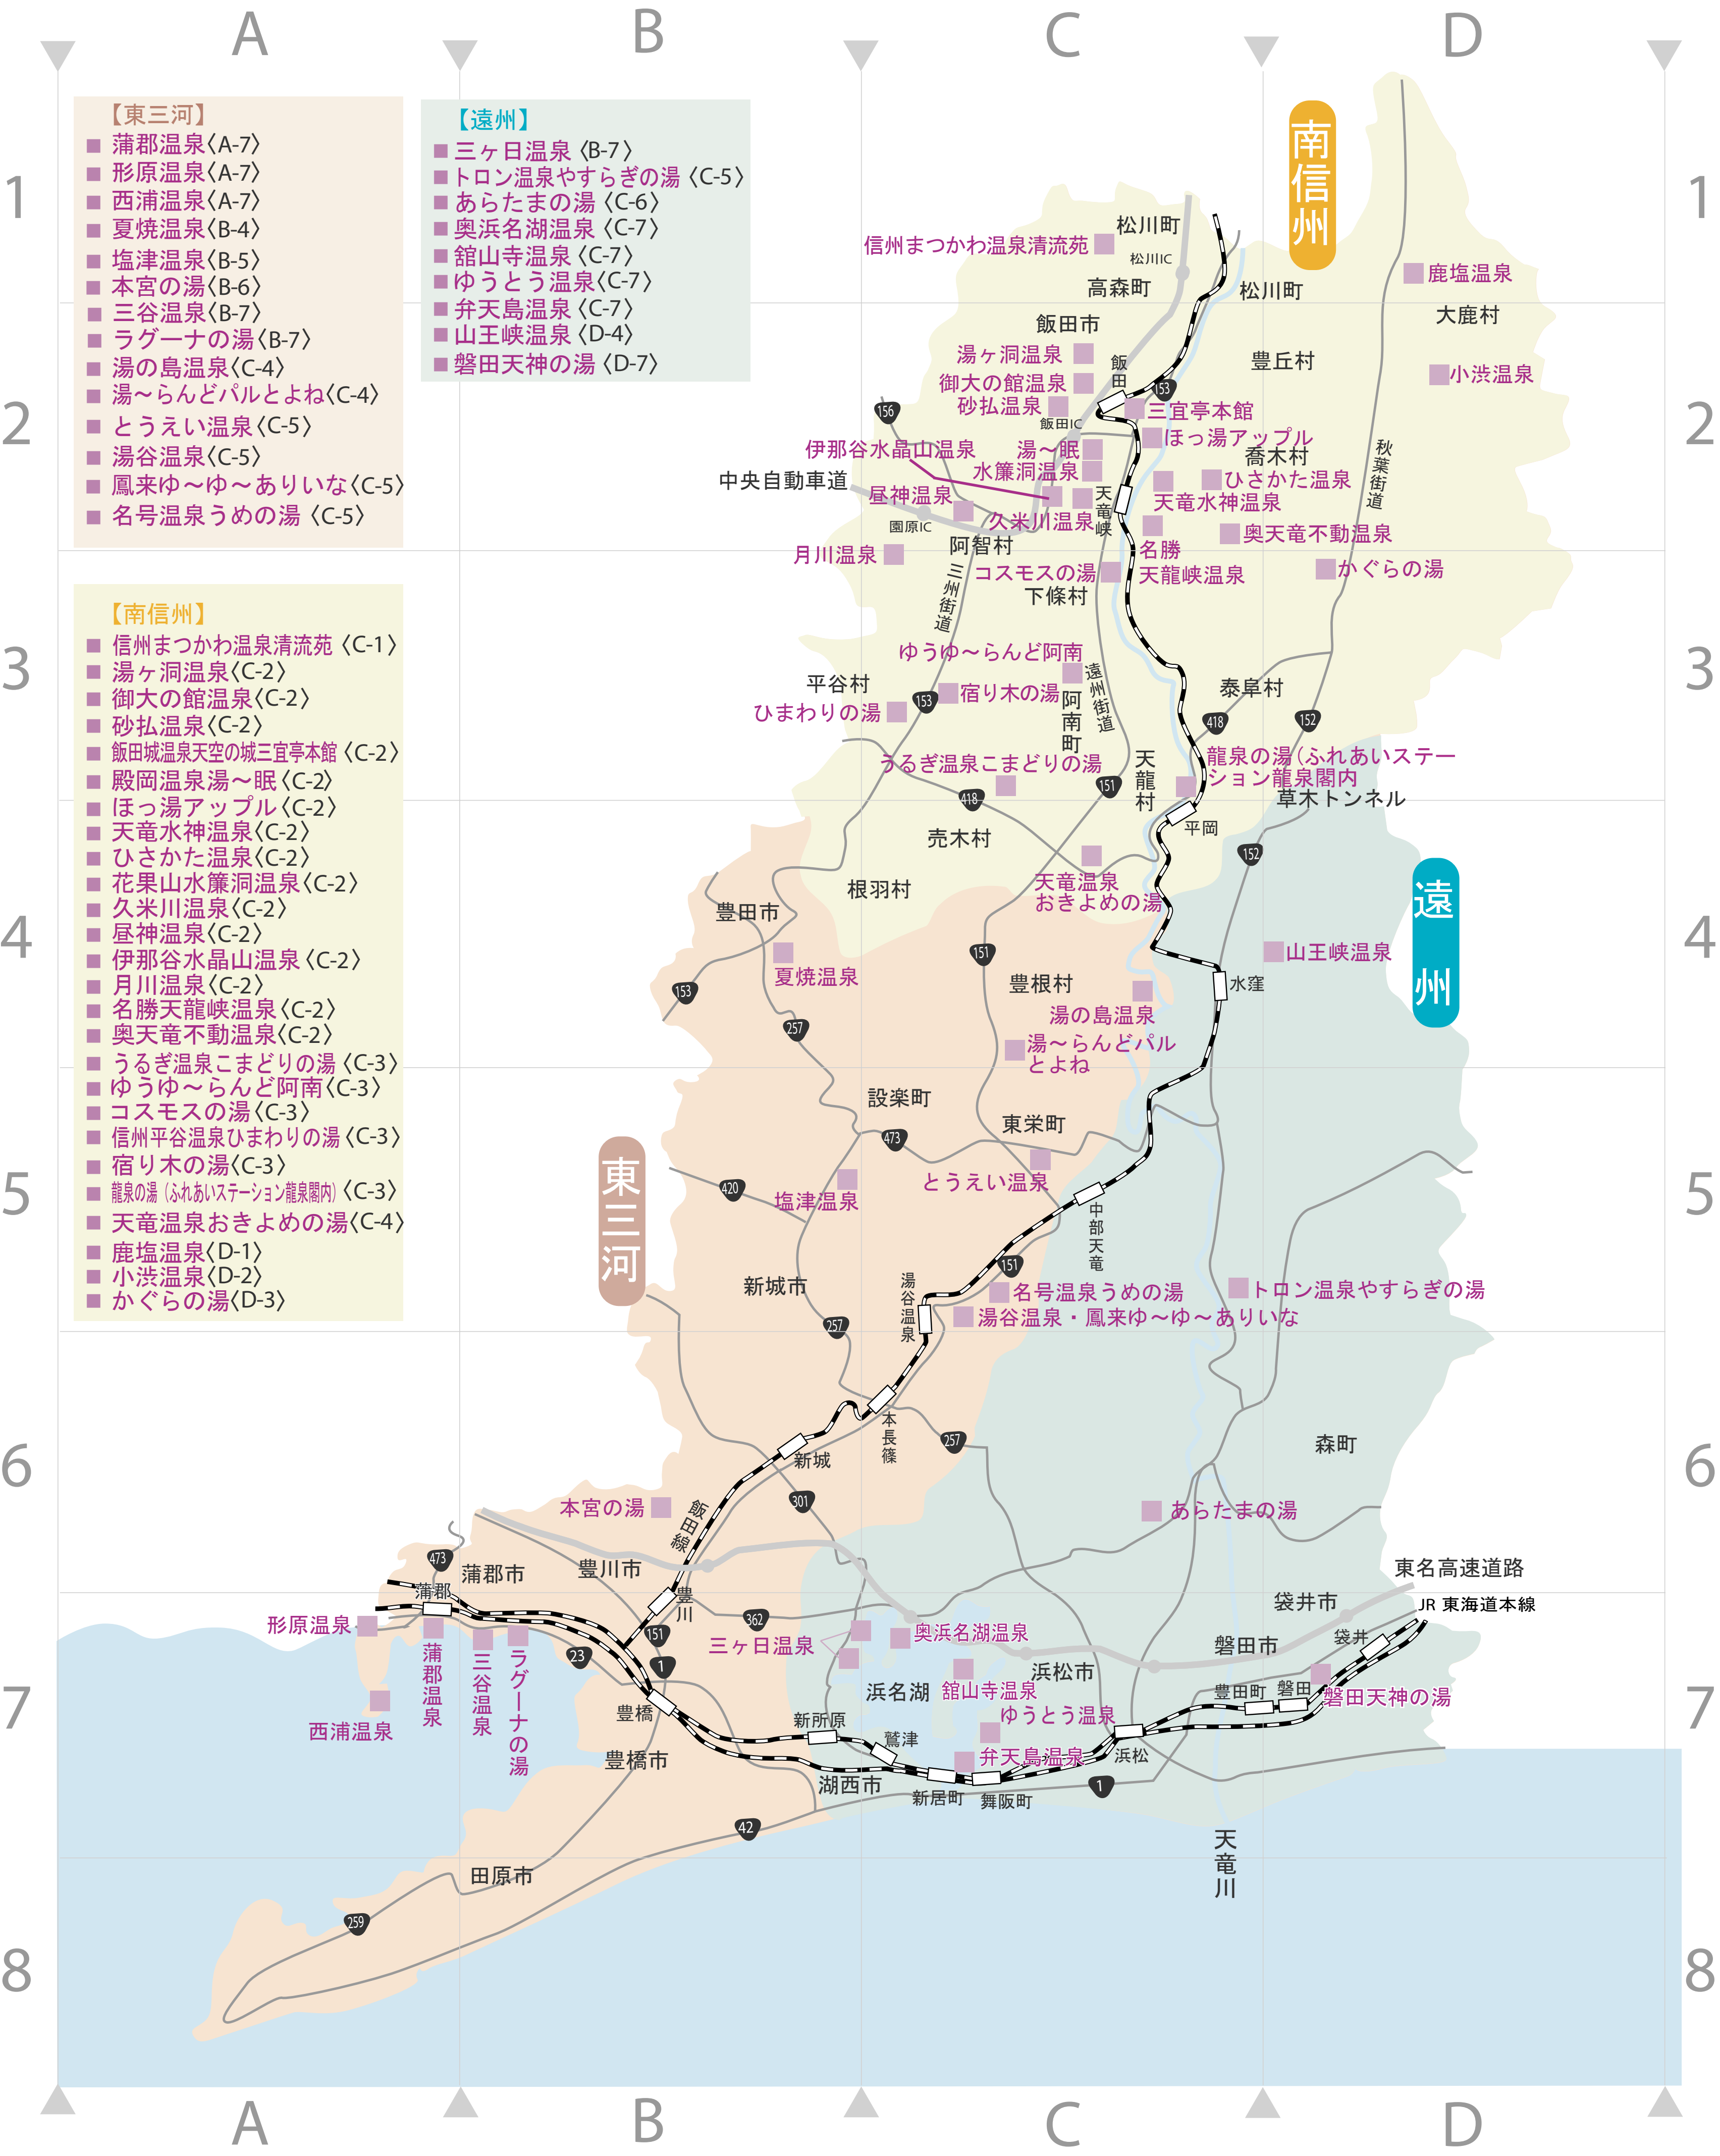 A
B
C
D
【東三河】
蒲郡温泉〈A-7〉
形原温泉〈A-7〉
西浦温泉〈A-7〉
夏焼温泉〈B-4〉
塩津温泉〈B-5〉
本宮の湯〈B-6〉
三谷温泉〈B-7〉
ラグーナの湯〈B-7〉
湯の島温泉〈C-4〉
湯〜らんどパルとよね〈C-4〉
とうえい温泉〈C-5〉
湯谷温泉〈C-5〉
鳳来ゆ〜ゆ〜ありいな〈C-5〉
名号温泉うめの湯〈C-5〉
【遠州】
三ヶ日温泉〈B-7〉
トロン温泉やすらぎの湯〈C-5〉
あらたまの湯〈C-6〉
奥浜名湖温泉〈C-7〉
舘山寺温泉〈C-7〉
ゆうとう温泉〈C-7〉
弁天島温泉〈C-7〉
山王峡温泉〈D-4〉
磐田天神の湯〈D-7〉
【南信州】
信州まつかわ温泉清流苑〈C-1〉
湯ヶ洞温泉〈C-2〉
御大の館温泉〈C-2〉
砂払温泉〈C-2〉
飯田城温泉天空の城三宜亭本館〈C-2〉
殿岡温泉湯〜眠〈C-2〉
ほっ湯アップル〈C-2〉
天竜水神温泉〈C-2〉
ひさかた温泉〈C-2〉
花果山水簾洞温泉〈C-2〉
久米川温泉〈C-2〉
昼神温泉〈C-2〉
伊那谷水晶山温泉〈C-2〉
月川温泉〈C-2〉
名勝天龍峡温泉〈C-2〉
奥天竜不動温泉〈C-2〉
うるぎ温泉こまどりの湯〈C-3〉
ゆうゆ〜らんど阿南〈C-3〉
コスモスの湯〈C-3〉
信州平谷温泉ひまわりの湯〈C-3〉
宿り木の湯〈C-3〉
龍泉の湯（ふれあいステーション龍泉閣内）〈C-3〉
天竜温泉おきよめの湯〈C-4〉
鹿塩温泉〈D-1〉
小渋温泉〈D-2〉
かぐらの湯〈D-3〉
1
1
南信州
松川町
信州まつかわ温泉清流苑
松川IC
高森町
松川町
鹿塩温泉
大鹿村
飯田市
湯ヶ洞温泉
飯田
豊丘村
小渋温泉
御大の館温泉
153
砂払温泉
三宜亭本館
156
2
2
飯田IC
ほっ湯アップル
伊那谷水晶山温泉
湯〜眠
喬木村
秋葉街道
水簾洞温泉
中央自動車道
ひさかた温泉
昼神温泉
天竜峡
天竜水神温泉
園原IC
久米川温泉
奥天竜不動温泉
阿智村
名勝
天龍峡温泉
月川温泉
コスモスの湯
かぐらの湯
三州街道
下條村
3
3
ゆうゆ〜らんど阿南
遠州街道
平谷村
153
宿り木の湯
阿南町
泰阜村
ひまわりの湯
418
152
うるぎ温泉こまどりの湯
天龍村
龍泉の湯（ふれあいステー
ション龍泉閣内
418
151
草木トンネル
平岡
売木村
152
根羽村
天竜温泉
おきよめの湯
遠州
4
4
豊田市
夏焼温泉
151
山王峡温泉
153
豊根村
水窪
257
湯の島温泉
湯〜らんどパル
とよね
設楽町
東栄町
473
東三河
5
5
420
塩津温泉
とうえい温泉
中部天竜
151
新城市
湯谷温泉
名号温泉うめの湯
トロン温泉やすらぎの湯
257
湯谷温泉・鳳来ゆ〜ゆ〜ありいな
本長篠
257
森町
6
6
新城
301
本宮の湯
飯田線
あらたまの湯
473
蒲郡市
豊川市
東名高速道路
蒲郡
豊川
袋井市
JR 東海道本線
形原温泉
362
151
三ヶ日温泉
奥浜名湖温泉
磐田市
袋井
蒲郡温泉
三谷温泉
ラグーナの湯
23
1
浜松市
7
7
舘山寺温泉
浜名湖
豊田町
磐田
磐田天神の湯
西浦温泉
豊橋
新所原
ゆうとう温泉
鷲津
豊橋市
弁天島温泉
浜松
湖西市
新居町
舞阪町
1
42
天竜川
田原市
259
8
8
A
B
C
D